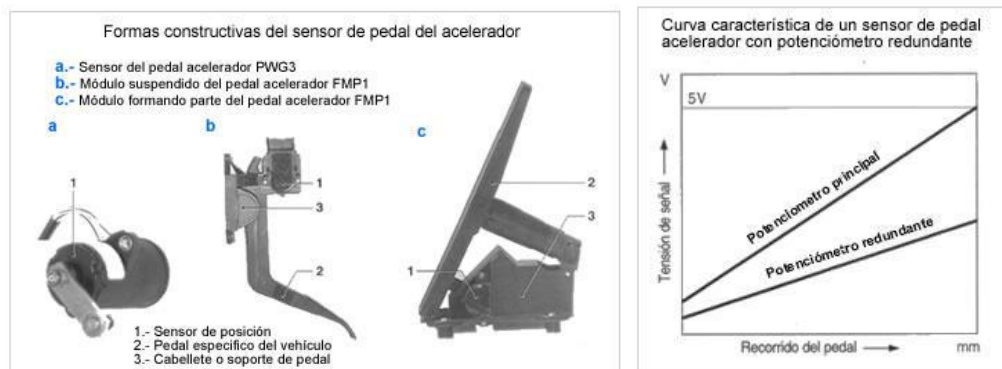 Formas constructivas del sensor de pedal del acelerador
a.- Sensor del pedal acelerador PWG3
b.- Módulo suspendido del pedal acelerador FMP1
c.- Módulo formando parte del pedal acelerador FMP1
a
b
c
1
1
3
2
2
3
1
1.- Sensor de posición
2.- Pedal especifico del vehículo
3.- Cabellete o soporte de pedal
Curva característica de un sensor de pedal
acelerador con potenciómetro redundante
V
5V
Tensión de señal
Potenciometro principal
Potenciómetro redundante
Recorrido del pedal
mm